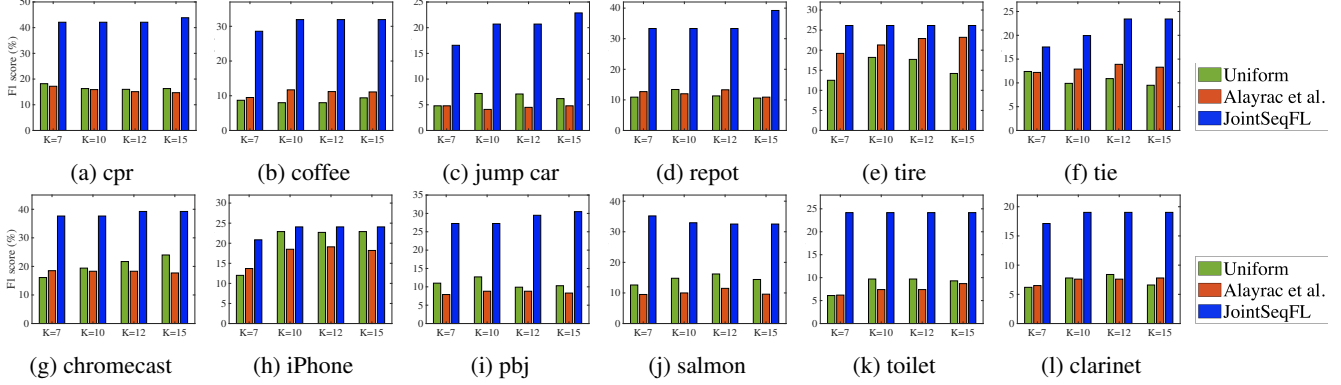 F1 score (%)
50
40
30
20
10
0
K=7 K=10 K=12 K=15
(a) cpr
30
20
10
0
K=7 K=10 K=12 K=15
(b) coffee
25
20
15
10
5
0
K=7 K=10 K=12 K=15
(c) jump car
40
30
20
10
0
K=7 K=10 K=12 K=15
(d) repot
30
25
20
15
10
5
0
K=7 K=10 K=12 K=15
(e) tire
25
20
15
10
5
0
K=7 K=10 K=12 K=15
(f) tie
Uniform
Alayrac et al.
JointSeqFL
F1 score (%)
40
30
20
10
0
K=7 K=10 K=12 K=15
(g) chromecast
30
25
20
15
10
5
0
K=7 K=10 K=12 K=15
(h) iPhone
35
30
25
20
15
10
5
0
K=7 K=10 K=12 K=15
(i) pbj
40
30
20
10
0
K=7 K=10 K=12 K=15
(j) salmon
25
20
15
10
5
0
K=7 K=10 K=12 K=15
(k) toilet
20
15
10
5
0
K=7 K=10 K=12 K=15
(l) clarinet
Uniform
Alayrac et al.
JointSeqFL